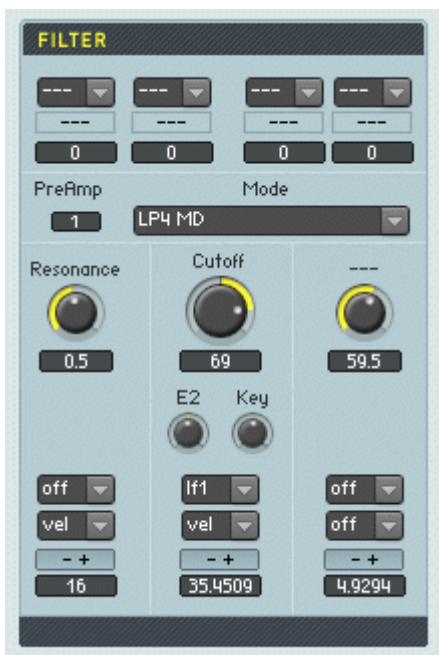 FILTER
--- --- --- ---
--- --- --- ---
0 0 0 0
PreAmp Mode
1 LP4 MD
Resonance Cutoff ---
0.5 69 59.5
E2 Key
off lf1 off
vel vel off
- + - + - +
16 35.4509 4.9294